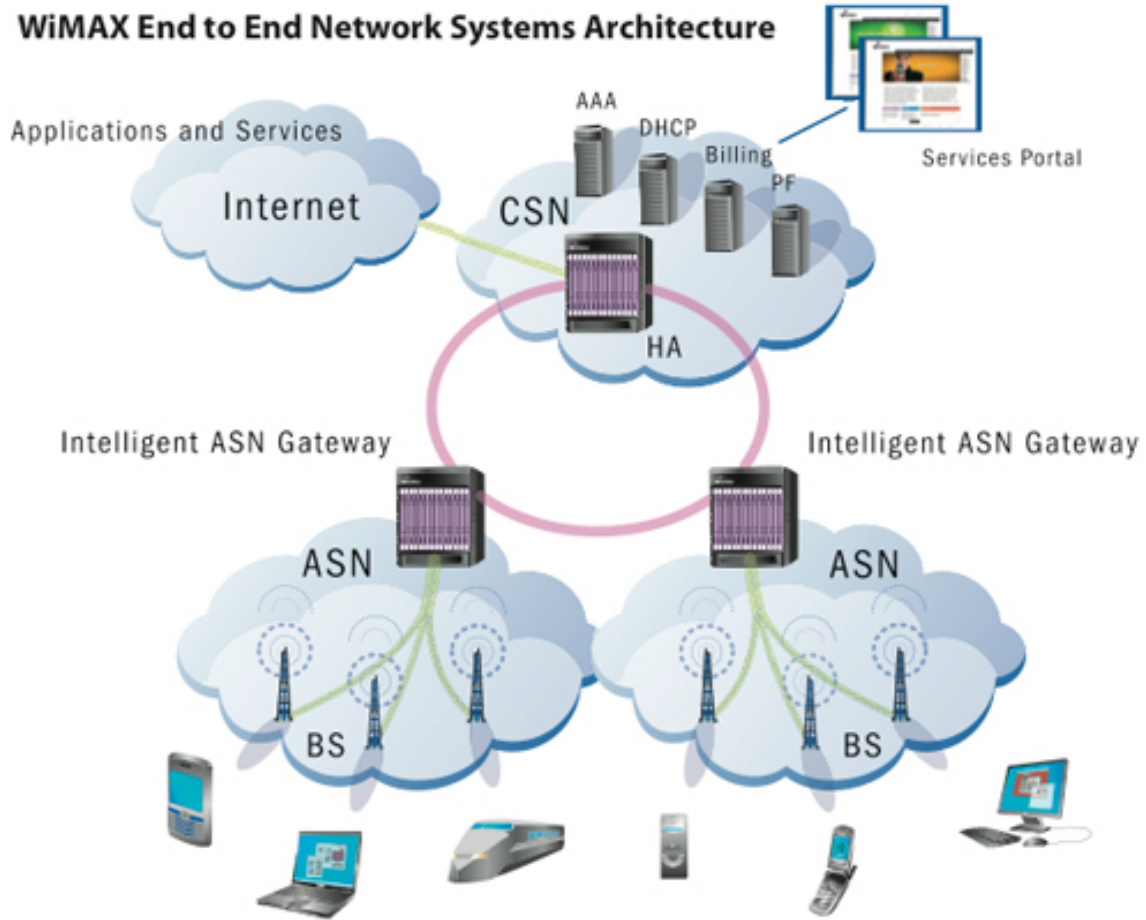 WiMAX End to End Network Systems Architecture
Applications and Services
Internet
AAA
DHCP
Billing
PF
Services Portal
CSN
HA
Intelligent ASN Gateway
Intelligent ASN Gateway
ASN
ASN
BS
BS